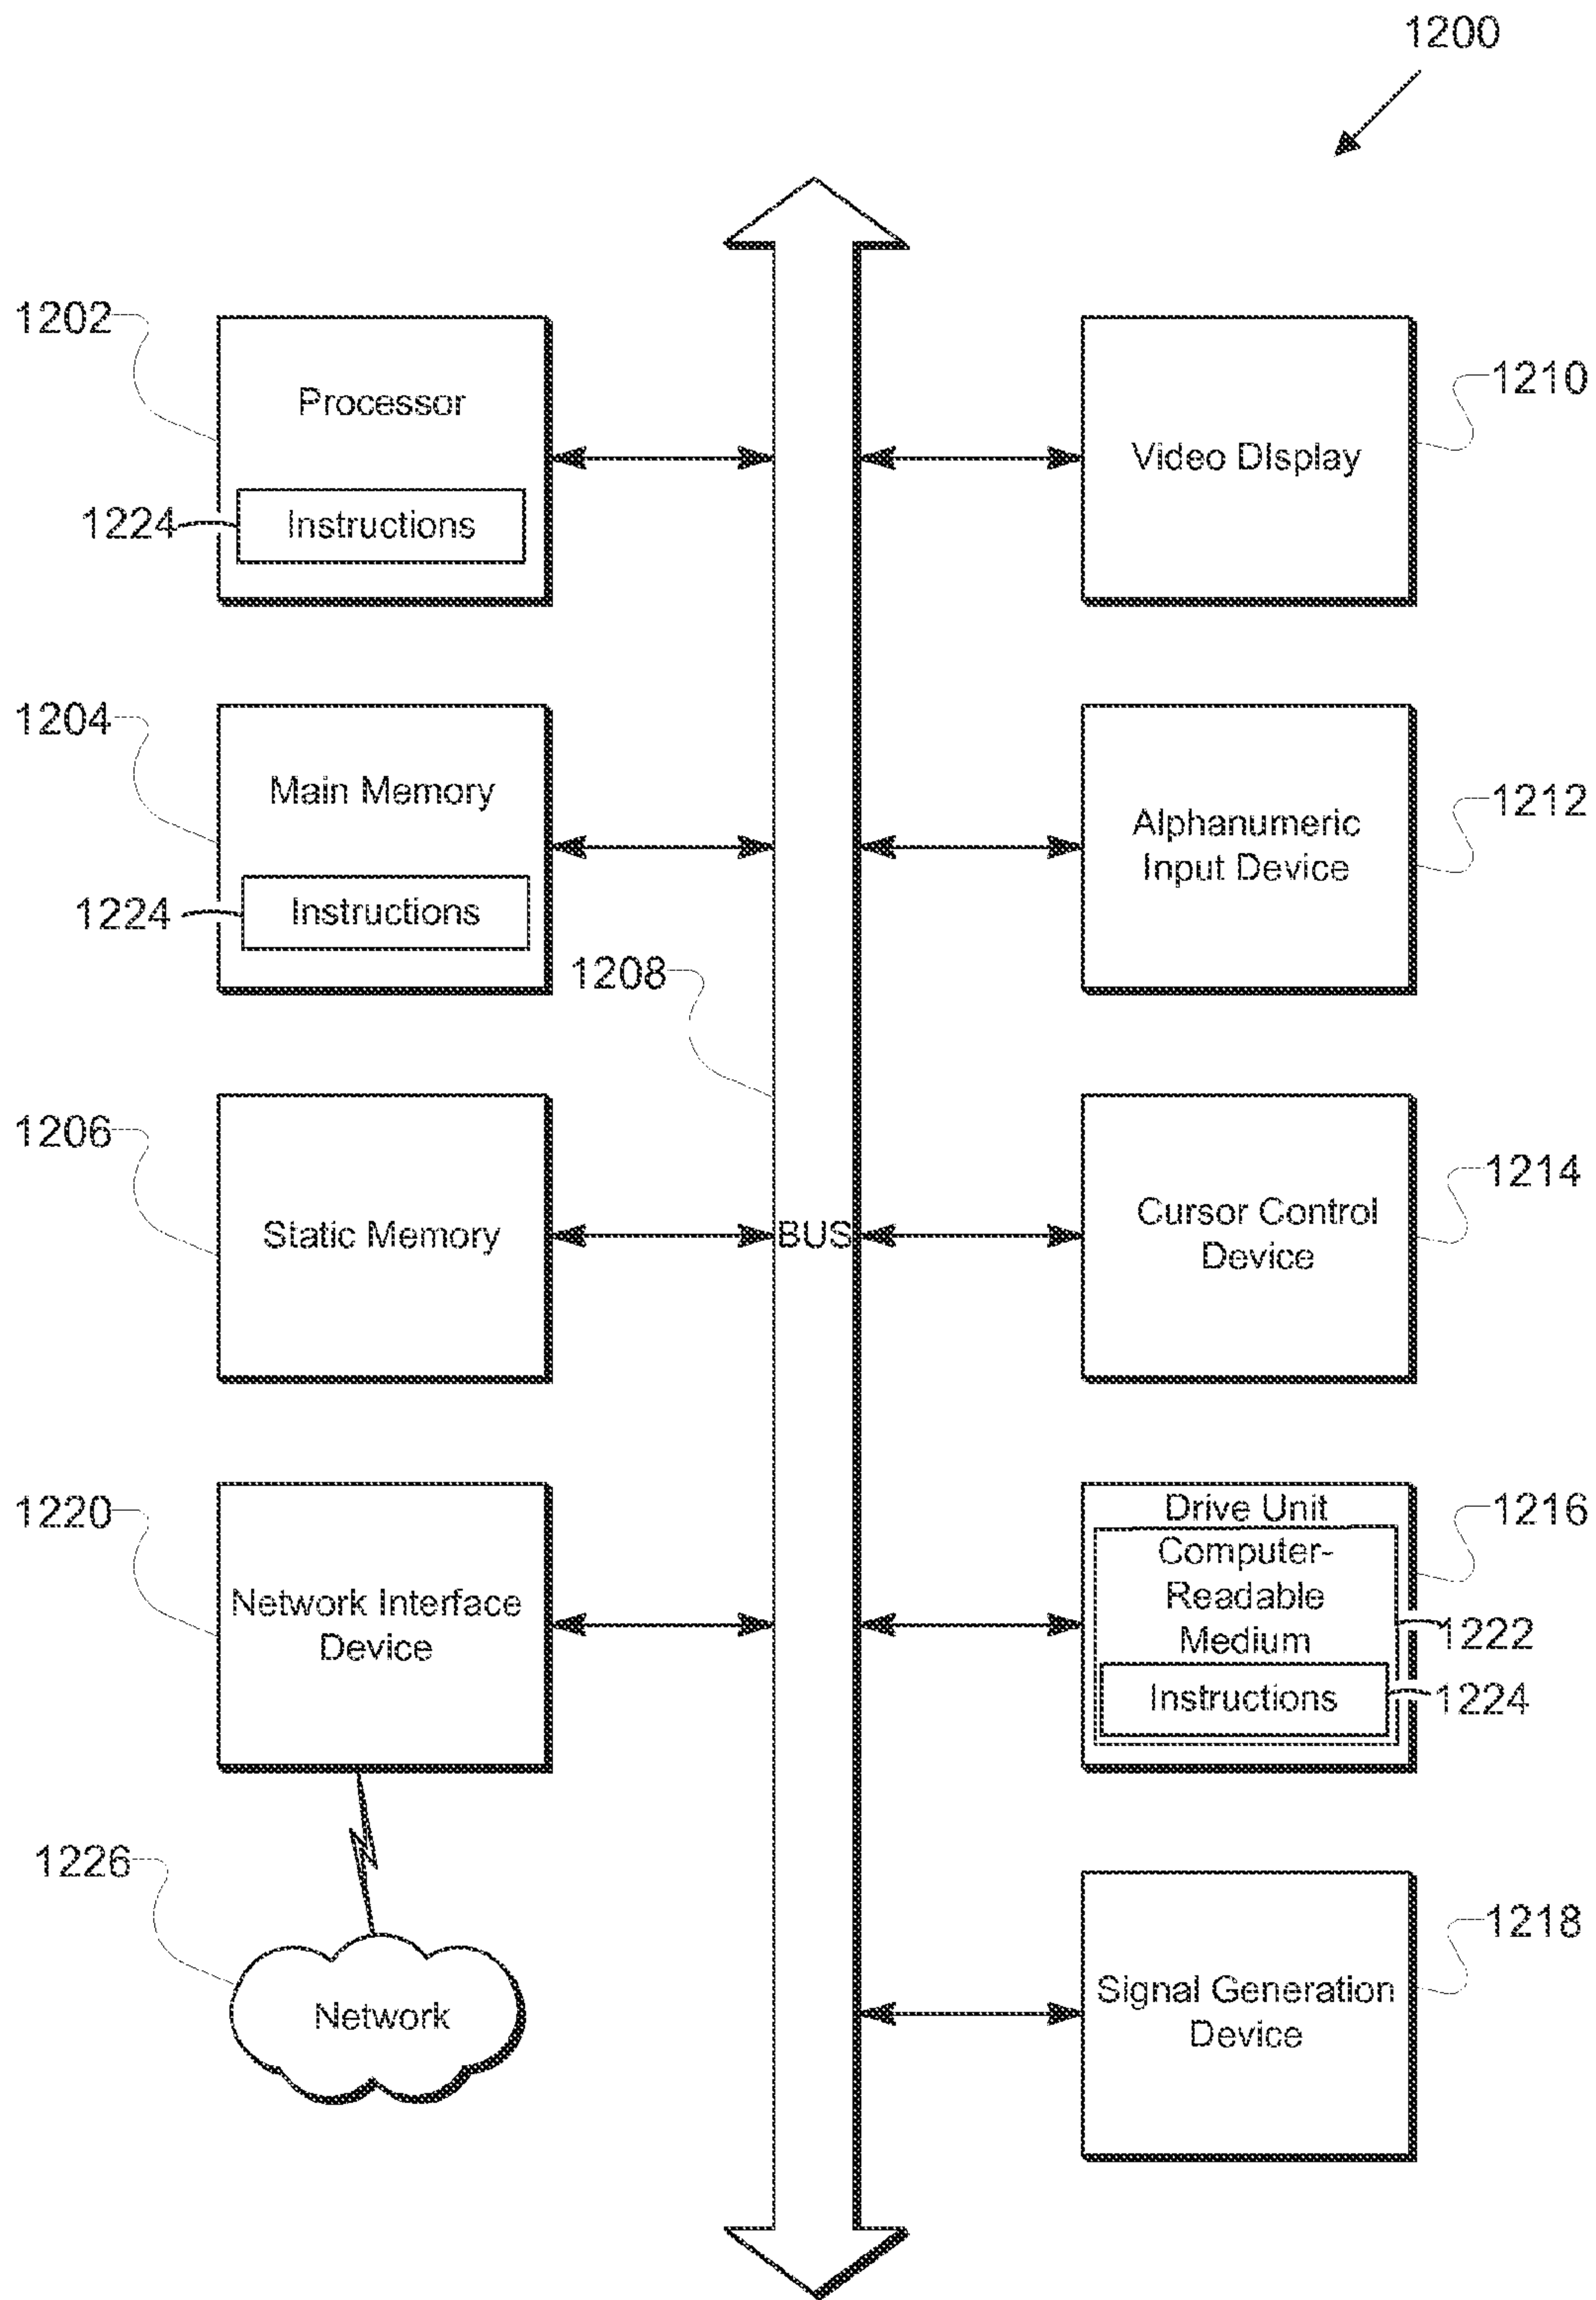 1200
1202
Processor
1224
Instructions
1210
Video DIsplay
1204
Main Memory
1224
Instructions
1212
Alphanumeric
Input Device
1208
1206
Static Memory
BUS
1214
Cursor Control
Device
1220
Network Interface
Device
1216
Drive Unit
Computer-
Readable
Medium
1222
Instructions
1224
1226
Network
1218
Signal Generation
Device